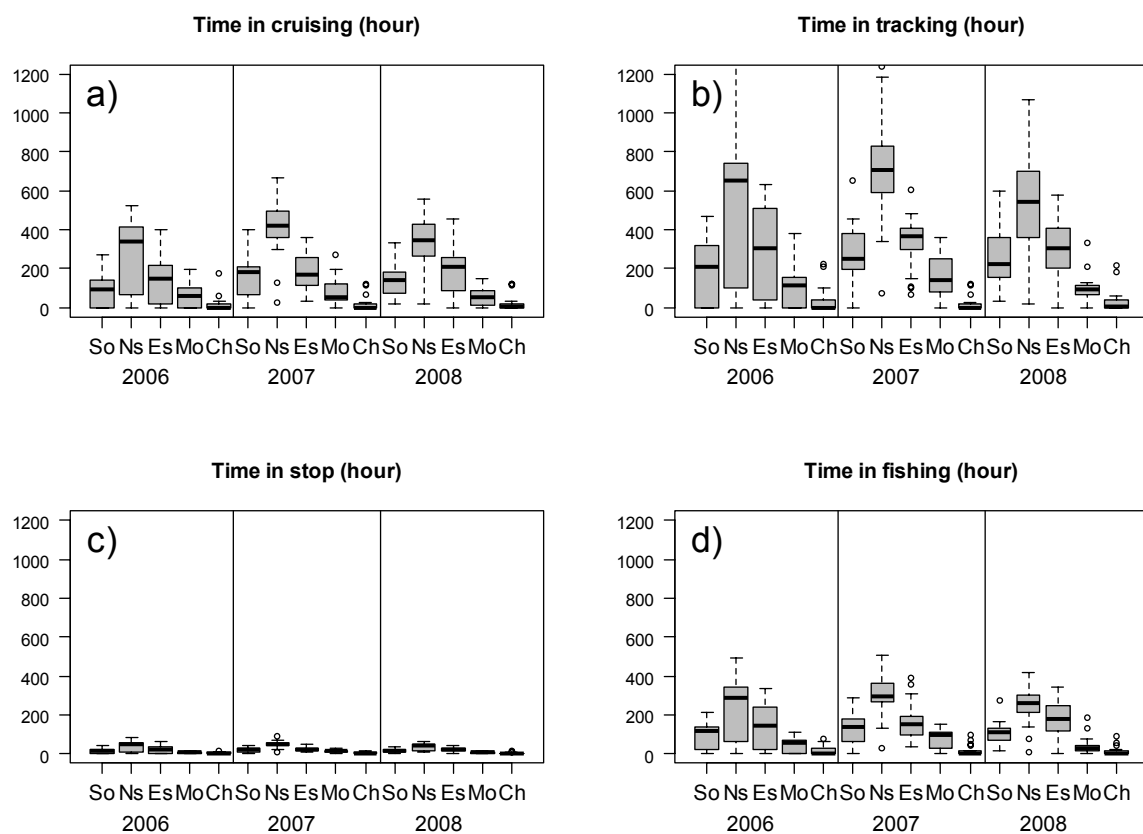 Time in cruising (hour)
a)
1200
1000
800
600
400
200
0
So Ns Es Mo Ch So Ns Es Mo Ch So Ns Es Mo Ch
2006 2007 2008
Time in tracking (hour)
b)
1200
1000
800
600
400
200
0
So Ns Es Mo Ch So Ns Es Mo Ch So Ns Es Mo Ch
2006 2007 2008
Time in stop (hour)
c)
1200
1000
800
600
400
200
0
So Ns Es Mo Ch So Ns Es Mo Ch So Ns Es Mo Ch
2006 2007 2008
Time in fishing (hour)
d)
1200
1000
800
600
400
200
0
So Ns Es Mo Ch So Ns Es Mo Ch So Ns Es Mo Ch
2006 2007 2008